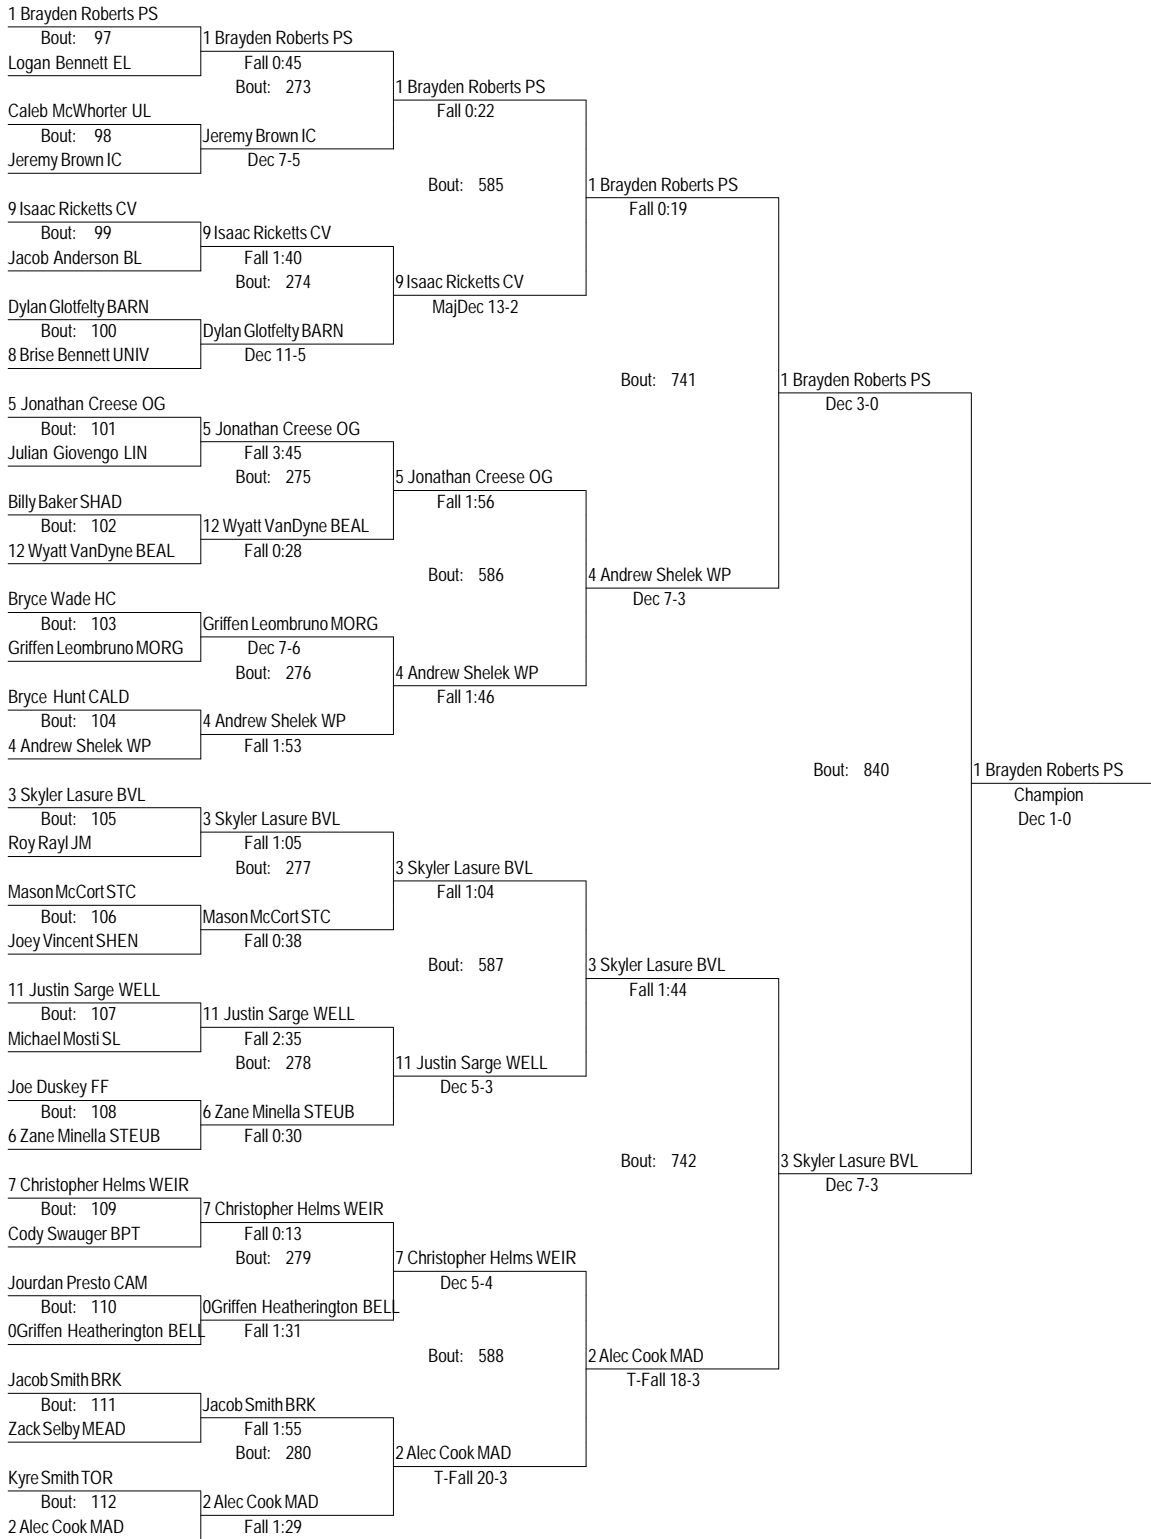 1 Brayden Roberts PS
Bout: 97
1 Brayden Roberts PS
Logan Bennett EL
Fall 0:45
Bout: 273
1 Brayden Roberts PS
Caleb McWhorter UL
Fall 0:22
Bout: 98
Jeremy Brown IC
Jeremy Brown IC
Dec 7-5
Bout: 585
1 Brayden Roberts PS
9 Isaac Ricketts CV
Fall 0:19
Bout: 99
9 Isaac Ricketts CV
Jacob Anderson BL
Fall 1:40
Bout: 274
9 Isaac Ricketts CV
Dylan Glotfelty BARN
MajDec 13-2
Bout: 100
Dylan Glotfelty BARN
8 Brise Bennett UNIV
Dec 11-5
Bout: 741
1 Brayden Roberts PS
5 Jonathan Creese OG
Dec 3-0
Bout: 101
5 Jonathan Creese OG
Julian Giovengo LIN
Fall 3:45
Bout: 275
5 Jonathan Creese OG
Billy Baker SHAD
Fall 1:56
Bout: 102
12 Wyatt VanDyne BEAL
12 Wyatt VanDyne BEAL
Fall 0:28
Bout: 586
4 Andrew Shelek WP
Bryce Wade HC
Dec 7-3
Bout: 103
Griffen Leombruno MORG
Griffen Leombruno MORG
Dec 7-6
Bout: 276
4 Andrew Shelek WP
Bryce Hunt CALD
Fall 1:46
Bout: 104
4 Andrew Shelek WP
4 Andrew Shelek WP
Fall 1:53
Bout: 840
1 Brayden Roberts PS
3 Skyler Lasure BVL
Champion
Bout: 105
3 Skyler Lasure BVL
Dec 1-0
Roy Rayl JM
Fall 1:05
Bout: 277
3 Skyler Lasure BVL
Mason McCort STC
Fall 1:04
Bout: 106
Mason McCort STC
Joey Vincent SHEN
Fall 0:38
Bout: 587
3 Skyler Lasure BVL
11 Justin Sarge WELL
Fall 1:44
Bout: 107
11 Justin Sarge WELL
Michael Mosti SL
Fall 2:35
Bout: 278
11 Justin Sarge WELL
Joe Duskey FF
Dec 5-3
Bout: 108
6 Zane Minella STEUB
6 Zane Minella STEUB
Fall 0:30
Bout: 742
3 Skyler Lasure BVL
7 Christopher Helms WEIR
Dec 7-3
Bout: 109
7 Christopher Helms WEIR
Cody Swauger BPT
Fall 0:13
Bout: 279
7 Christopher Helms WEIR
Jourdan Presto CAM
Dec 5-4
Bout: 110
0Griffen Heatherington BELL
0Griffen Heatherington BELL
Fall 1:31
Bout: 588
2 Alec Cook MAD
Jacob Smith BRK
T-Fall 18-3
Bout: 111
Jacob Smith BRK
Zack Selby MEAD
Fall 1:55
Bout: 280
2 Alec Cook MAD
Kyre Smith TOR
T-Fall 20-3
Bout: 112
2 Alec Cook MAD
2 Alec Cook MAD
Fall 1:29